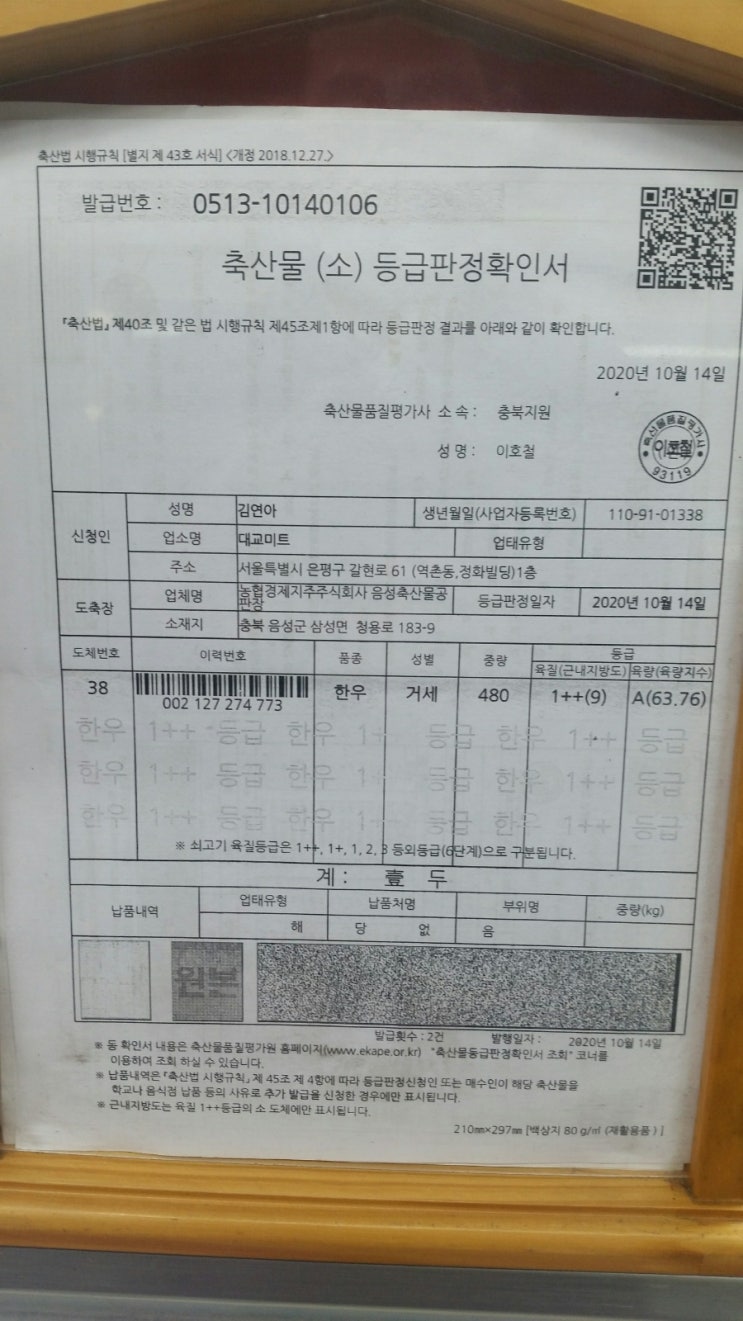 축산법 시행규칙 [별지 제 43호 서식] <개정 2018.12.27.>
발급번호 : 0513-10140106
축산물 (소) 등급판정확인서
『축산법』 제40조 및 같은 법 시행규칙 제45조제1항에 따라 등급판정 결과를 아래와 같이 확인합니다.
2020년 10월 14일
축산물품질평가사 소 속 : 충북지원
성 명 : 이호철
축산물품질평가사
이호철
93119
신청인
성명 김연아 생년월일(사업자등록번호) 110-91-01338
업소명 대교미트 업태유형
주소 서울특별시 은평구 갈현로 61 (역촌동,정화빌딩)1층
도축장
업체명 농협경제지주주식회사 음성축산물공판장 등급판정일자 2020년 10월 14일
소재지 충북 음성군 삼성면 청용로 183-9
도체번호 이력번호 품종 성별 중량 등급
육질(근내지방도) 육량(육량지수)
38 002 127 274 773 한우 거세 480 1++(9) A(63.76)
한우 1++ 등급 한우 1+ 등급 한우 1++ 등급
한우 1++ 등급 한우 1+ 등급 한우 1++ 등급
한우 1++ 등급 한우 1+ 등급 한우 1++ 등급
※ 쇠고기 육질등급은 1++, 1+, 1, 2, 3 등외등급(6단계)으로 구분됩니다.
계 : 壹 두
납품내역 업태유형 납품처명 부위명 중량(kg)
해 당 없 음
원본
발급횟수 : 2건 발행일자 : 2020년 10월 14일
※ 동 확인서 내용은 축산물품질평가원 홈페이지(www.ekape.or.kr) "축산물등급판정확인서 조회" 코너를
이용하여 조회 하실 수 있습니다.
※ 납품내역은 『축산법 시행규칙』 제 45조 제 4항에 따라 등급판정신청인 또는 매수인이 해당 축산물을
학교나 음식점 납품 등의 사유로 추가 발급을 신청한 경우에만 표시됩니다.
※ 근내지방도는 육질 1++등급의 소 도체에만 표시됩니다.
210㎜×297㎜ [백상지 80 g/㎡ (재활용품 ) ]